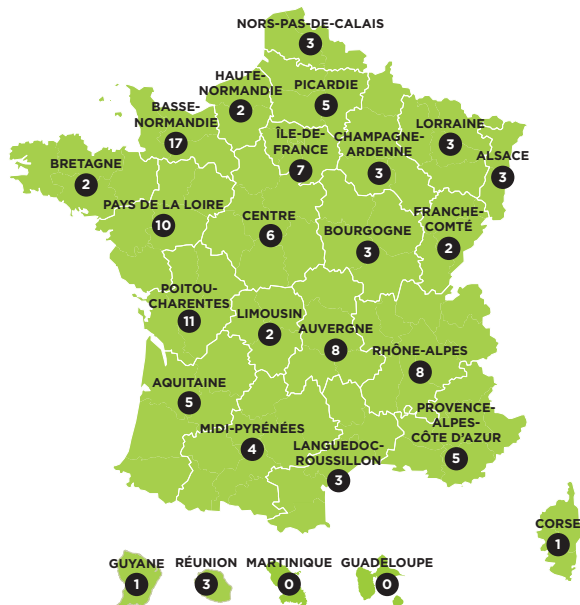 NORS-PAS-DE-CALAIS
3
HAUTE-
NORMANDIE
2
PICARDIE
5
BASSE-
NORMANDIE
17
ÎLE-DE-
FRANCE
7
CHAMPAGNE-
ARDENNE
3
LORRAINE
3
ALSACE
3
BRETAGNE
2
PAYS DE LA LOIRE
10
CENTRE
6
BOURGOGNE
3
FRANCHE-
COMTÉ
2
POITOU-
CHARENTES
11
LIMOUSIN
2
AUVERGNE
8
RHÔNE-ALPES
8
AQUITAINE
5
MIDI-PYRÉNÉES
4
LANGUEDOC-
ROUSSILLON
3
PROVENCE-
ALPES-
CÔTE D'AZUR
5
CORSE
1
GUYANE
1
RÉUNION
3
MARTINIQUE
0
GUADELOUPE
0